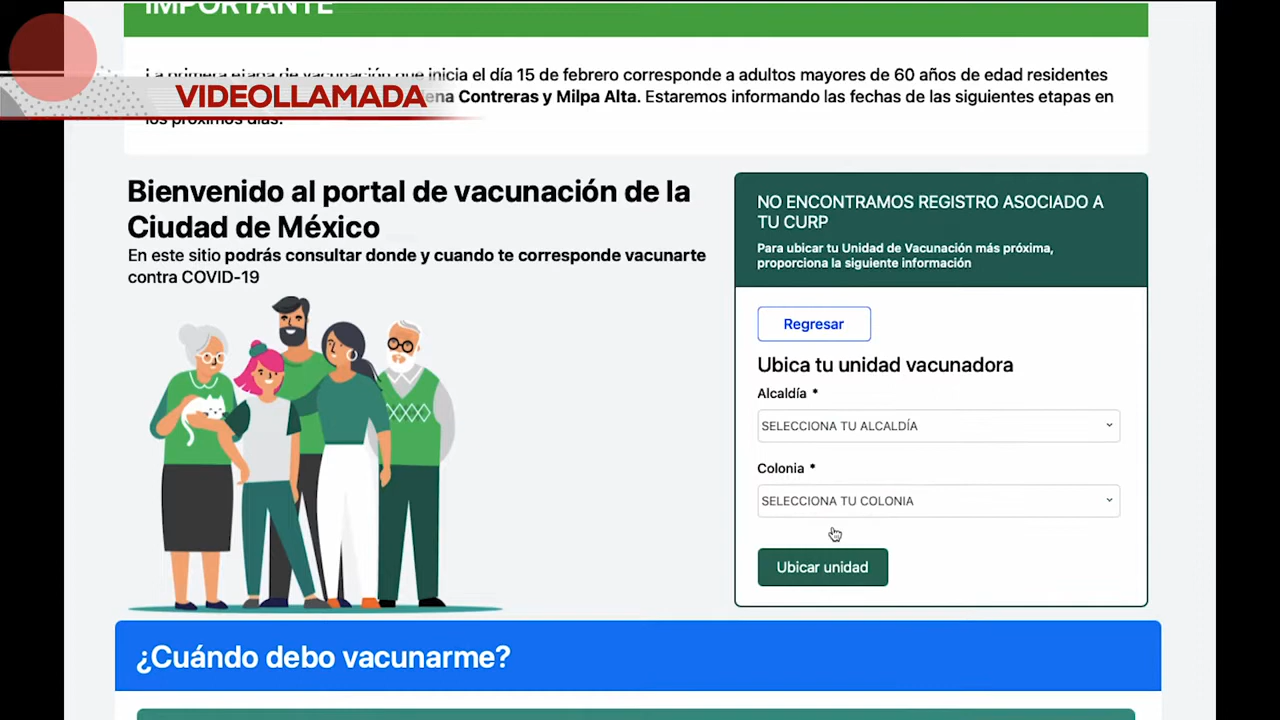 IMPORTANTE
La primera etapa de vacunación que inicia el día 15 de febrero corresponde a adultos mayores de 60 años de edad residentes
VIDEOLLAMADA
Contreras y Milpa Alta. Estaremos informando las fechas de las siguientes etapas en
los próximos días.
Bienvenido al portal de vacunación de la
Ciudad de México
En este sitio podrás consultar donde y cuando te corresponde vacunarte
contra COVID-19
NO ENCONTRAMOS REGISTRO ASOCIADO A
TU CURP
Para ubicar tu Unidad de Vacunación más próxima,
proporciona la siguiente información
Regresar
Ubica tu unidad vacunadora
Alcaldía *
SELECCIONA TU ALCALDÍA
Colonia *
SELECCIONA TU COLONIA
Ubicar unidad
¿Cuándo debo vacunarme?